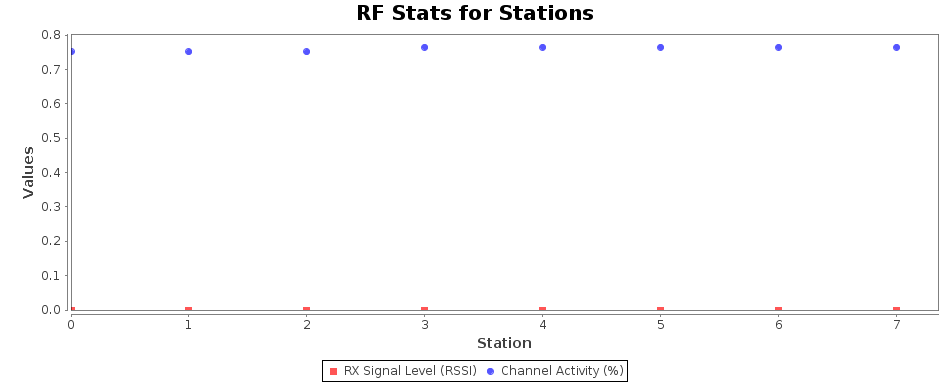 RF Stats for Stations
0.8
0.7
0.6
0.5
0.4
0.3
0.2
0.1
0.0
Values
0 1 2 3 4 5 6 7
Station
RX Signal Level (RSSI) Channel Activity (%)